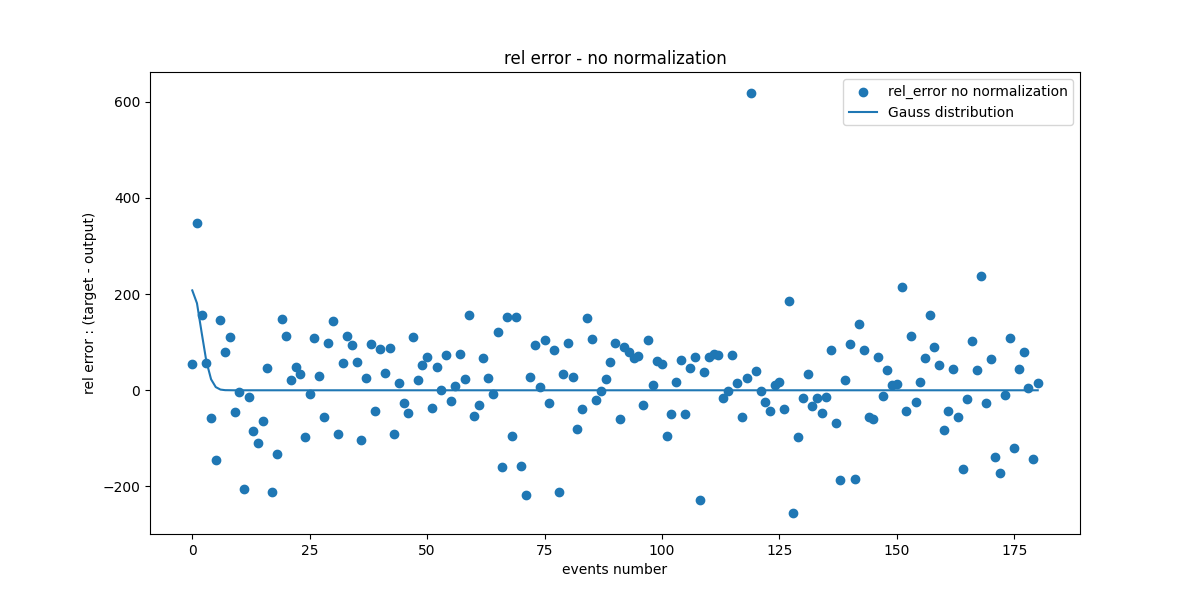 rel error - no normalization
rel_error no normalization
Gauss distribution
600
400
200
0
−200
rel error : (target - output)
0
25
50
75
100
125
150
175
events number